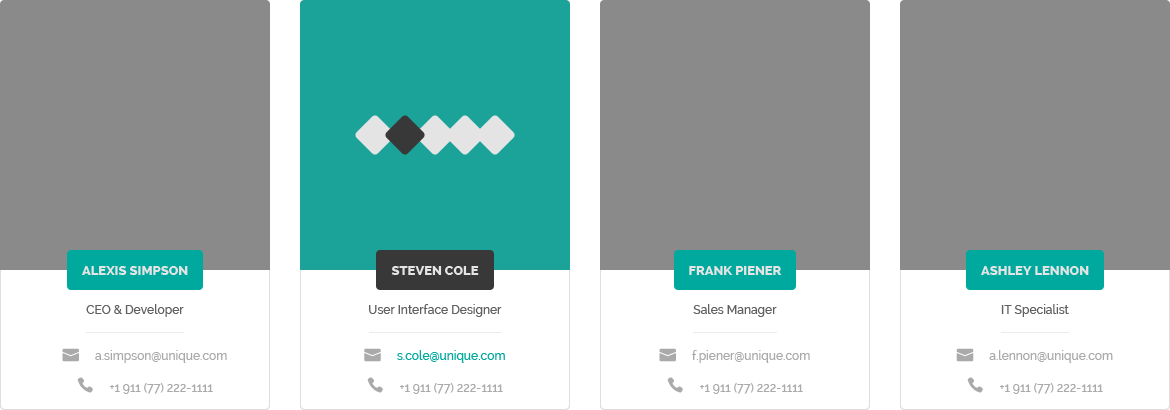 ALEXIS SIMPSON
CEO & Developer
a.simpson@unique.com
+1 911 (77) 222-1111
STEVEN COLE
User Interface Designer
s.cole@unique.com
+1 911 (77) 222-1111
FRANK PIENER
Sales Manager
f.piener@unique.com
+1 911 (77) 222-1111
ASHLEY LENNON
IT Specialist
a.lennon@unique.com
+1 911 (77) 222-1111